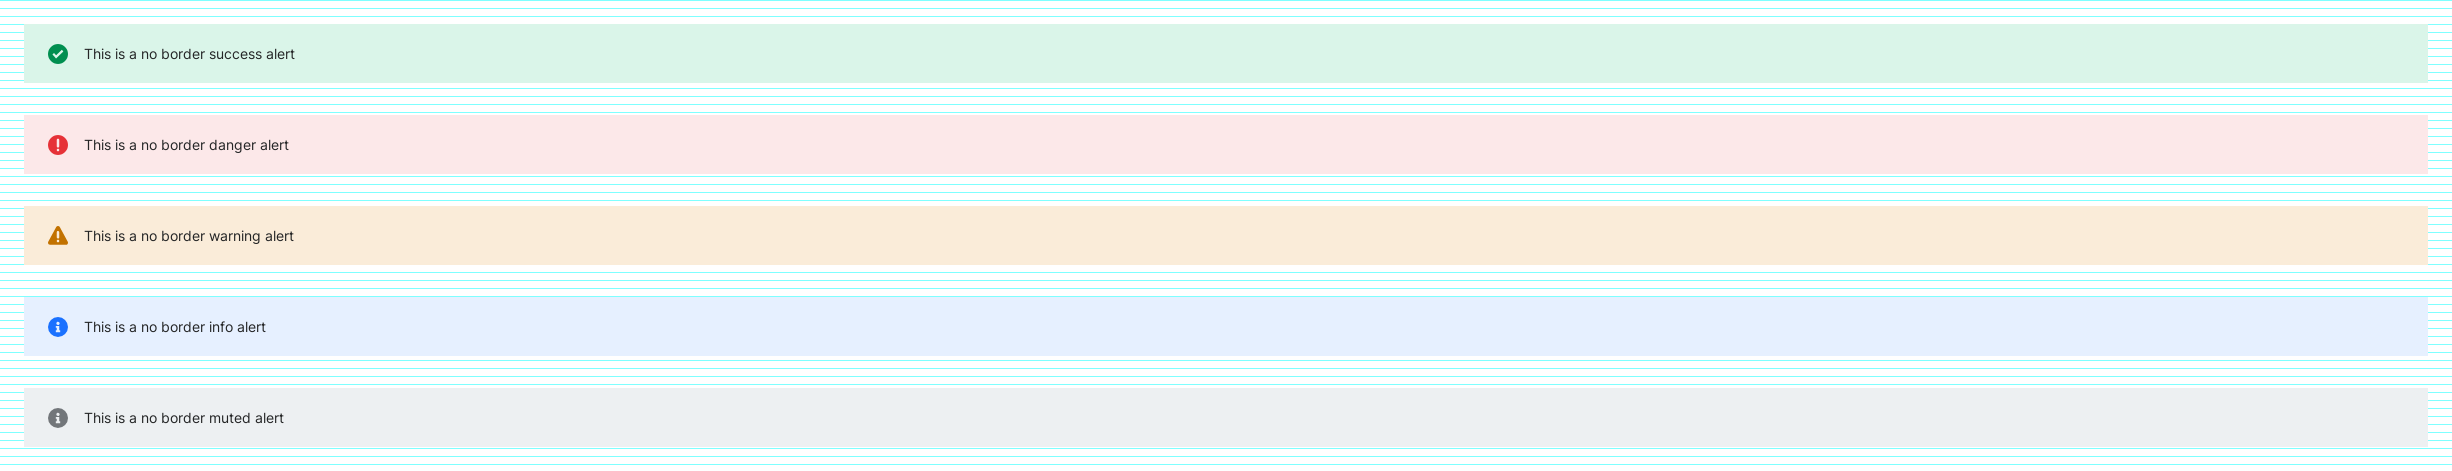 This is a no border success alert
This is a no border danger alert
This is a no border warning alert
This is a no border info alert
This is a no border muted alert